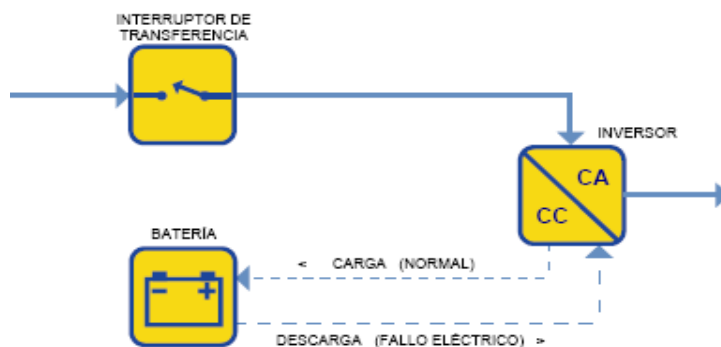 INTERRUPTOR DE
TRANSFERENCIA
INVERSOR
CA
CC
BATERÍA
< CARGA (NORMAL)
- +
DESCARGA (FALLO ELÉCTRICO) >